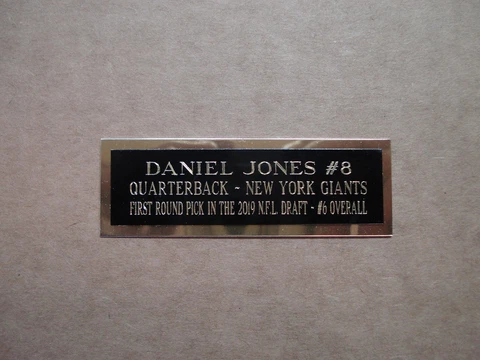 DANIEL JONES #8
QUARTERBACK ~ NEW YORK GIANTS
FIRST ROUND PICK IN THE 2019 N.F.L. DRAFT - #6 OVERALL